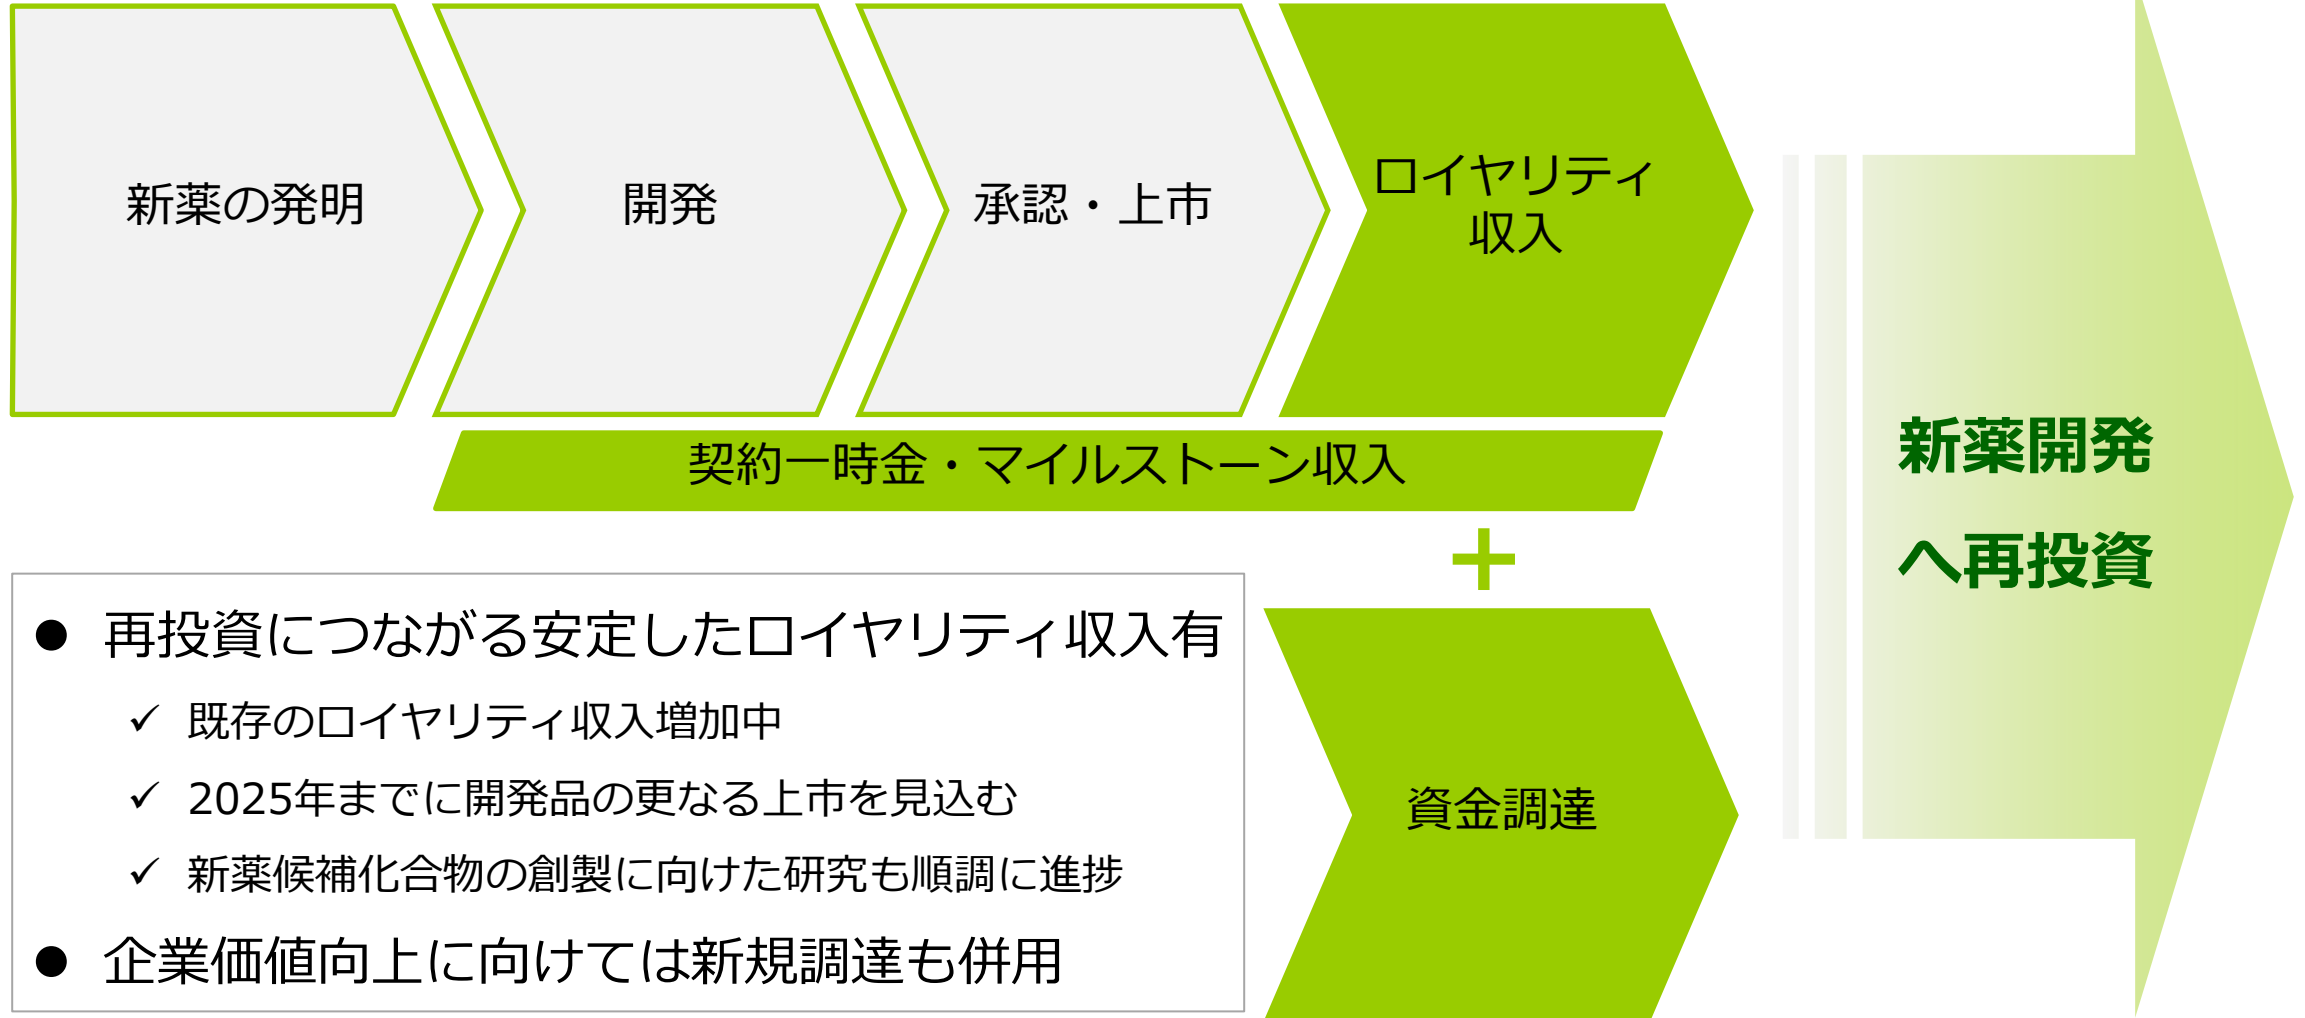 新薬の発明
開発
承認・上市
ロイヤリティ
収入
契約一時金・マイルストーン収入
+
資金調達
新薬開発
へ再投資
● 再投資につながる安定したロイヤリティ収入有
✓ 既存のロイヤリティ収入増加中
✓ 2025年までに開発品の更なる上市を見込む
✓ 新薬候補化合物の創製に向けた研究も順調に進捗
● 企業価値向上に向けては新規調達も併用